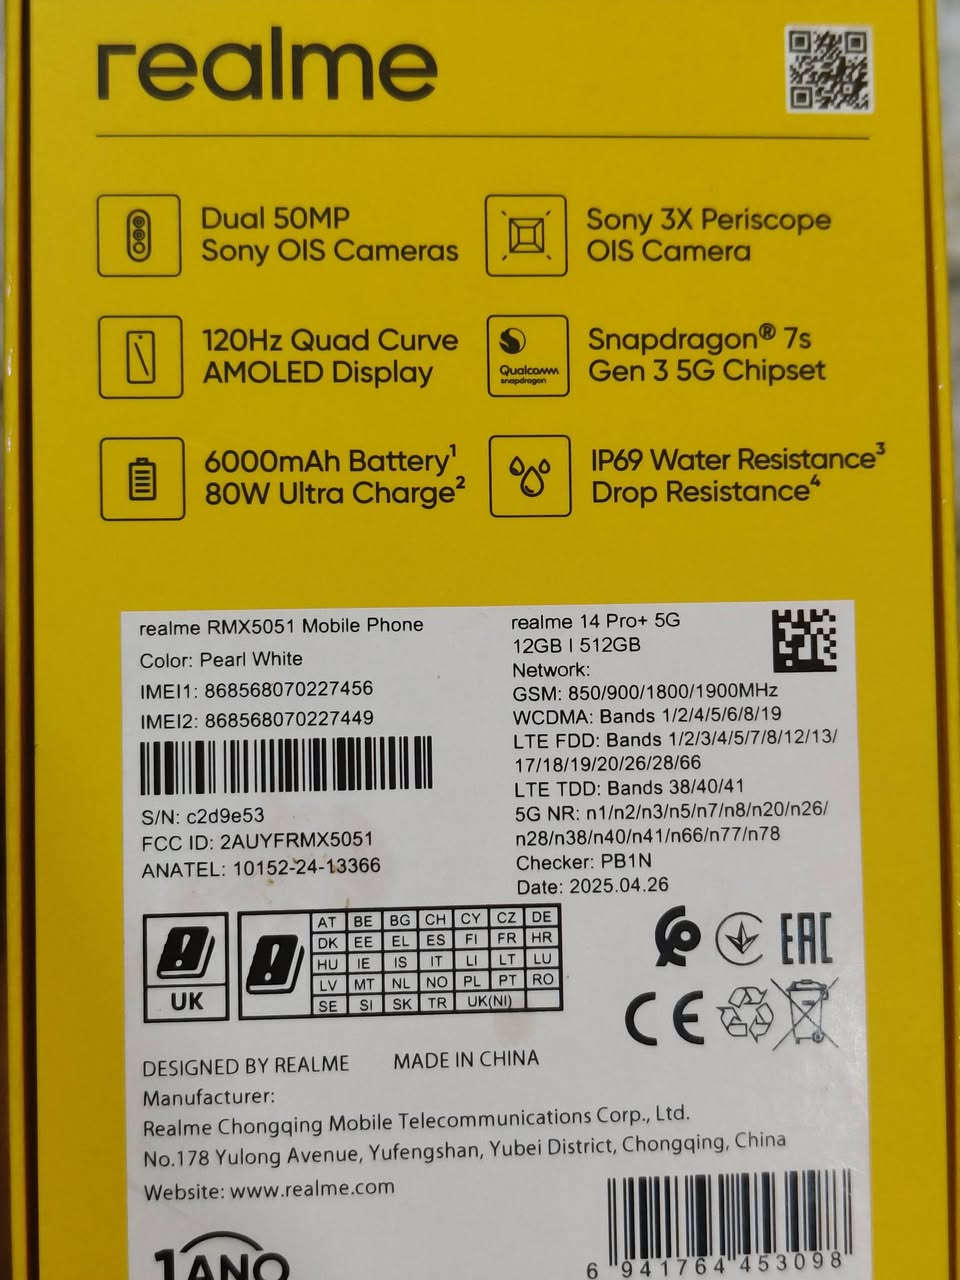 realme
Dual 50MP
Sony OIS Cameras
Sony 3X Periscope
OIS Camera
120Hz Quad Curve
AMOLED Display
Qualcomm
snapdragon
Snapdragon® 7s
Gen 3 5G Chipset
6000mAh Battery¹
80W Ultra Charge²
IP69 Water Resistance³
Drop Resistance⁴
realme RMX5051 Mobile Phone
Color: Pearl White
IMEI1: 868568070227456
IMEI2: 868568070227449
S/N: c2d9e53
FCC ID: 2AUYFRMX5051
ANATEL: 10152-24-13366
realme 14 Pro+ 5G
12GB | 512GB
Network:
GSM: 850/900/1800/1900MHz
WCDMA: Bands 1/2/4/5/6/8/19
LTE FDD: Bands 1/2/3/4/5/7/8/12/13/
17/18/19/20/26/28/66
LTE TDD: Bands 38/40/41
5G NR: n1/n2/n3/n5/n7/n8/n20/n26/
n28/n38/n40/n41/n66/n77/n78
Checker: PB1N
Date: 2025.04.26
UK
AT BE BG CH CY CZ DE
DK EE EL ES FI FR HR
HU IE IS IT LI LT LU
LV MT NL NO PL PT RO
SE SI SK TR UK(NI)
EAC
CE
DESIGNED BY REALME MADE IN CHINA
Manufacturer:
Realme Chongqing Mobile Telecommunications Corp., Ltd.
No.178 Yulong Avenue, Yufengshan, Yubei District, Chongqing, China
Website: www.realme.com
1 ANO
6 941764 453098